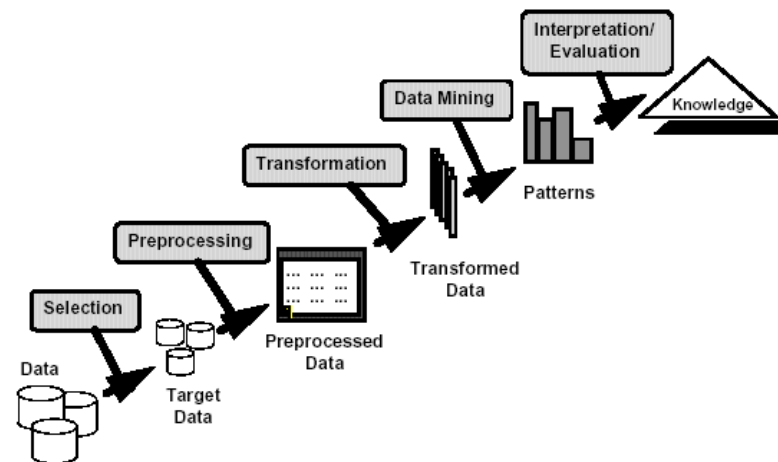 Interpretation/
Evaluation
Data Mining
Knowledge
Transformation
Patterns
Preprocessing
Transformed
Data
Selection
Preprocessed
Data
Data
Target
Data